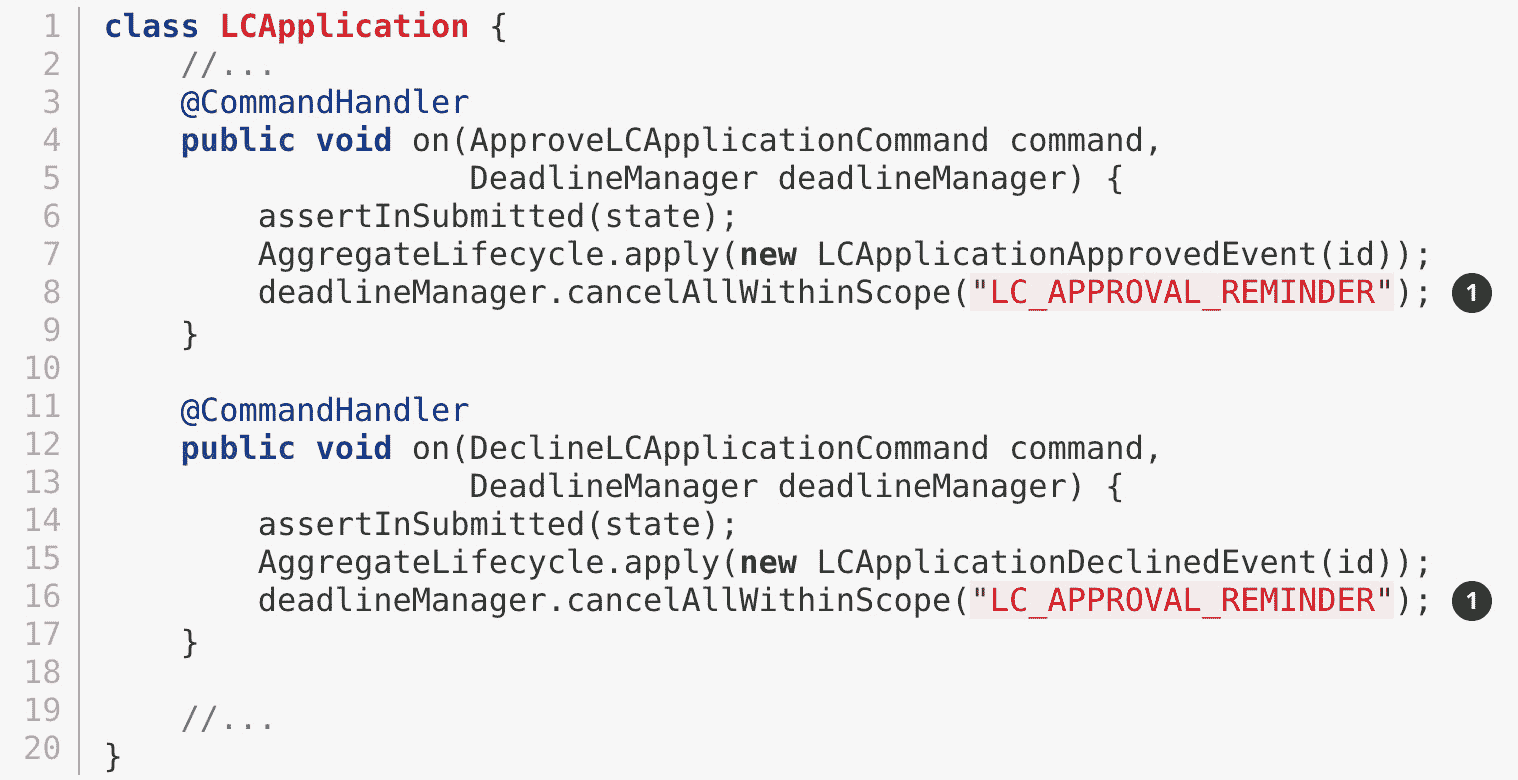 1 class LCApplication {
2     //...
3     @CommandHandler
4     public void on(ApproveLCApplicationCommand command,
5                    DeadlineManager deadlineManager) {
6         assertInSubmitted(state);
7         AggregateLifecycle.apply(new LCApplicationApprovedEvent(id));
8         deadlineManager.cancelAllWithinScope("LC_APPROVAL_REMINDER"); 1
9     }
10
11     @CommandHandler
12     public void on(DeclineLCApplicationCommand command,
13                    DeadlineManager deadlineManager) {
14         assertInSubmitted(state);
15         AggregateLifecycle.apply(new LCApplicationDeclinedEvent(id));
16         deadlineManager.cancelAllWithinScope("LC_APPROVAL_REMINDER"); 1
17     }
18
19     //...
20 }